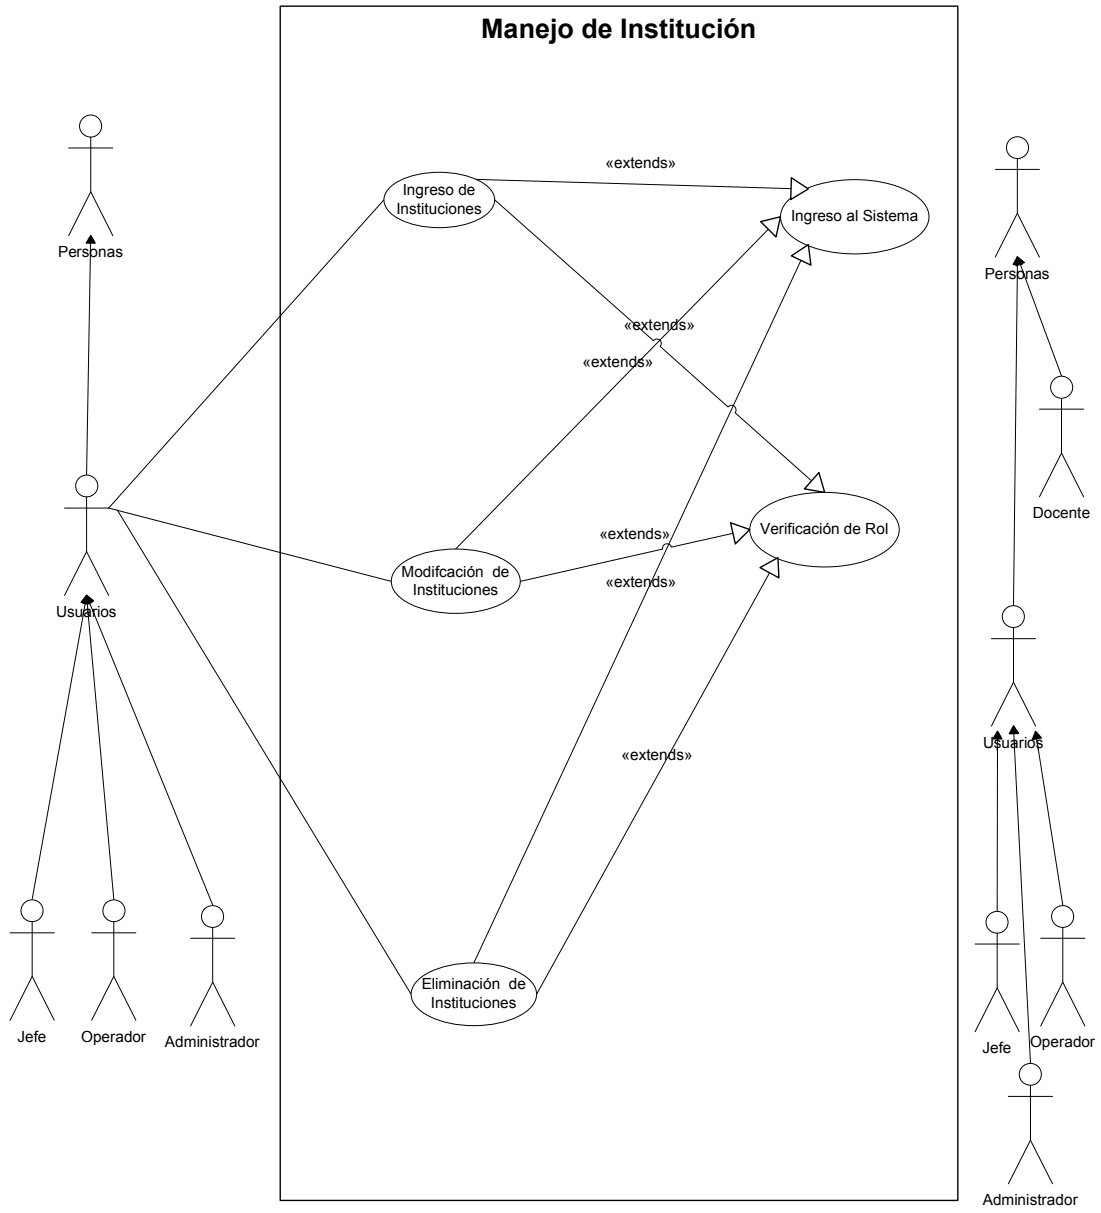 Manejo de Institución
«extends»
Ingreso de
Instituciones
Ingreso al Sistema
Personas
Personas
«extends»
«extends»
Docente
«extends»
Verificación de Rol
Modifcación de
Instituciones
«extends»
Usuarios
Usuarios
«extends»
Eliminación de
Instituciones
Jefe
Operador
Administrador
Jefe
Operador
Administrador